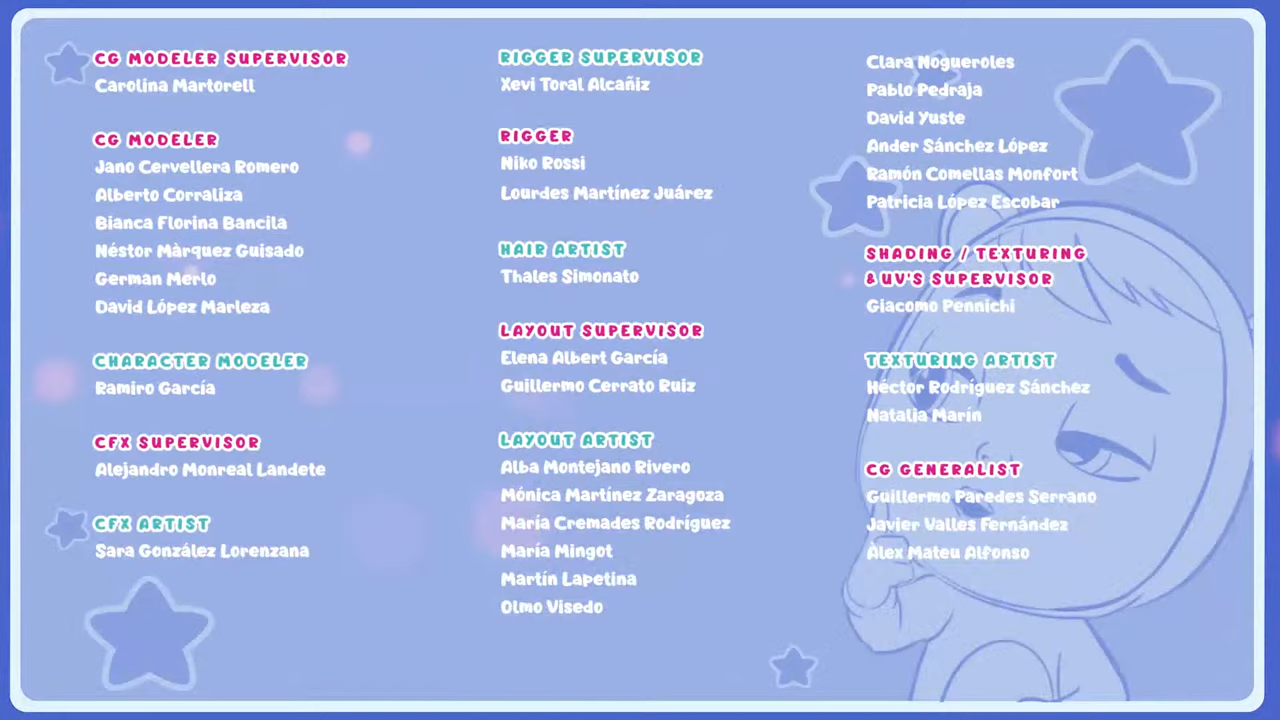 CG MODELER SUPERVISOR
Carolina Martorell
CG MODELER
Jano Cervellera Romero
Alberto Corraliza
Bianca Florina Bancila
Néstor Màrquez Guisado
German Merlo
David López Marleza
CHARACTER MODELER
Ramiro García
CFX SUPERVISOR
Alejandro Monreal Landete
CFX ARTIST
Sara González Lorenzana
RIGGER SUPERVISOR
Xevi Toral Alcañiz
RIGGER
Niko Rossi
Lourdes Martínez Juárez
HAIR ARTIST
Thales Simonato
LAYOUT SUPERVISOR
Elena Albert García
Guillermo Cerrato Ruiz
LAYOUT ARTIST
Alba Montejano Rivero
Mónica Martínez Zaragoza
María Cremades Rodríguez
María Mingot
Martín Lapetina
Olmo Visedo
Clara Nogueroles
Pablo Pedraja
David Yuste
Ander Sánchez López
Ramón Comellas Monfort
Patricia López Escobar
SHADING / TEXTURING
& UV'S SUPERVISOR
Giacomo Pennichi
TEXTURING ARTIST
Héctor Rodríguez Sánchez
Natalia Marín
CG GENERALIST
Guillermo Paredes Serrano
Javier Valles Fernández
Àlex Mateu Alfonso